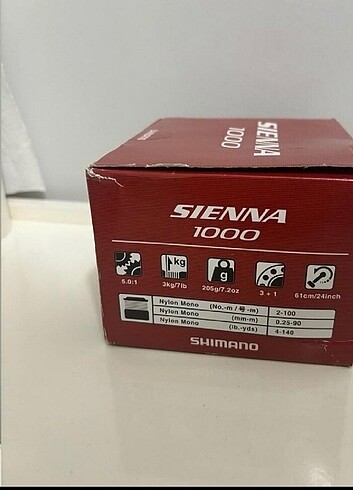 SIENNA
1000
SIENNA
1000
kg
g
5.0:1
3kg/7lb
205g/7.2oz
3 + 1
61cm/24inch
Nylon Mono (No.-m / 号-m) 2-100
Nylon Mono (mm-m) 0.25-90
Nylon Mono (lb.-yds) 4-140
SHIMANO